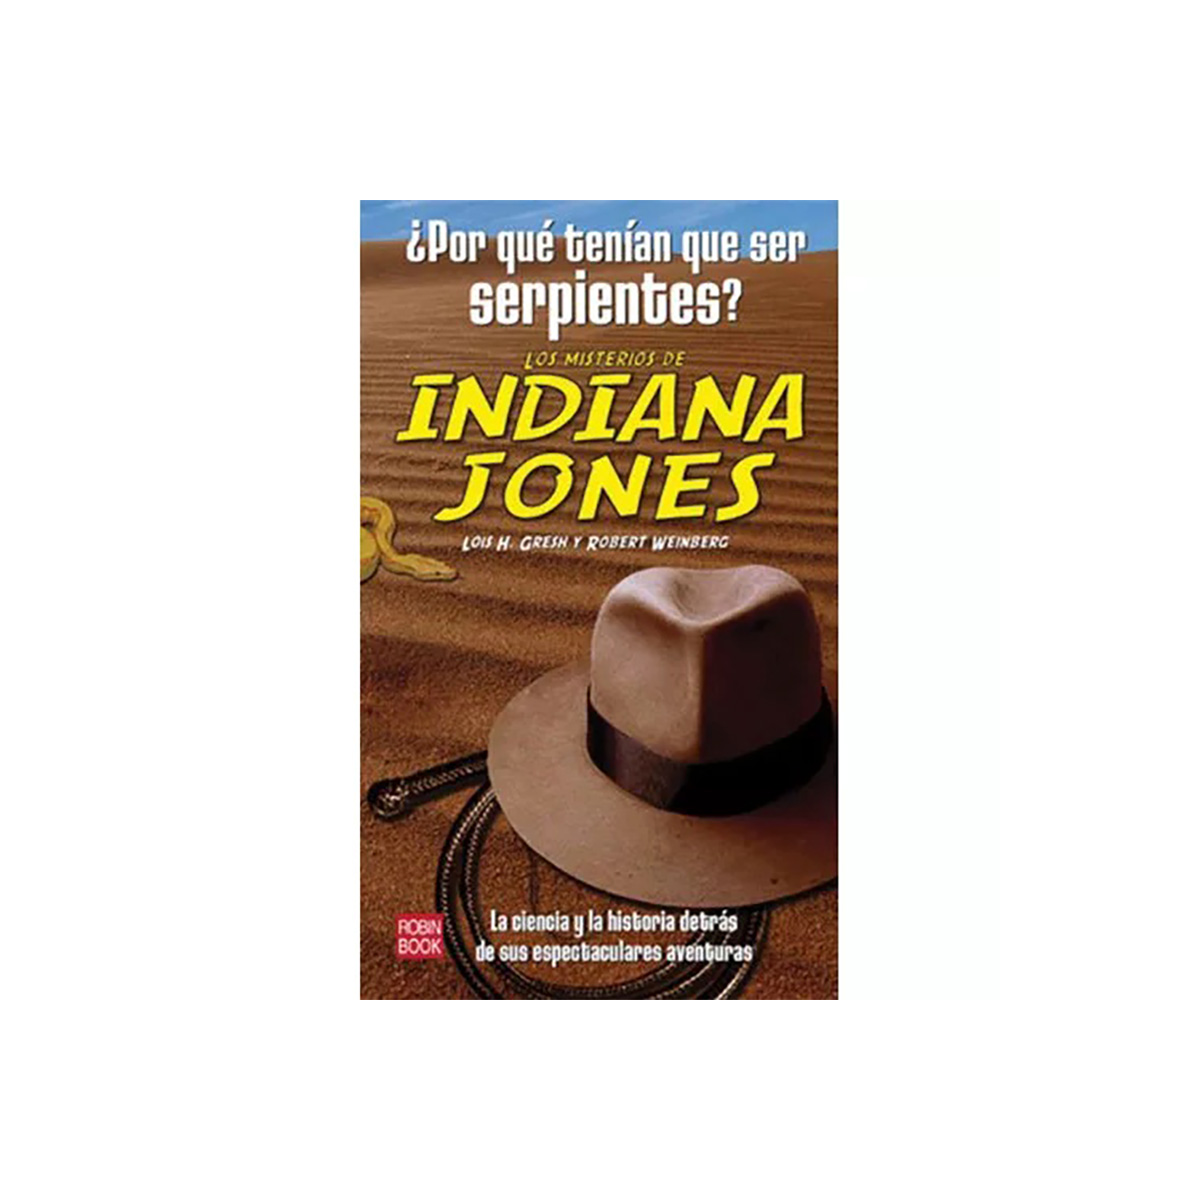 ¿Por qué tenían que ser
serpientes?
LOS MISTERIOS DE
INDIANA
JONES
LOIS H. GRESH Y ROBERT WEINBERG
ROBIN
BOOK
La ciencia y la historia detrás
de sus espectaculares aventuras